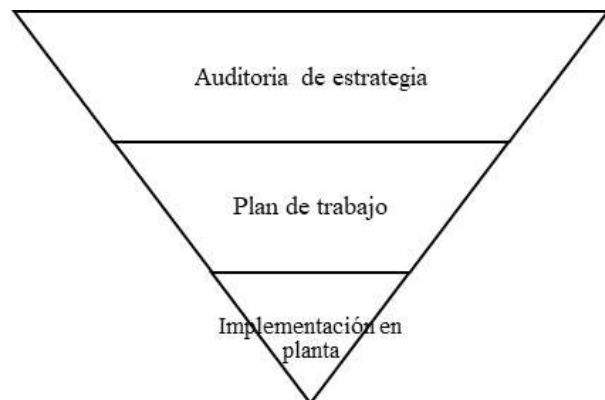 Auditoria de estrategia
Plan de trabajo
Implementación en
planta